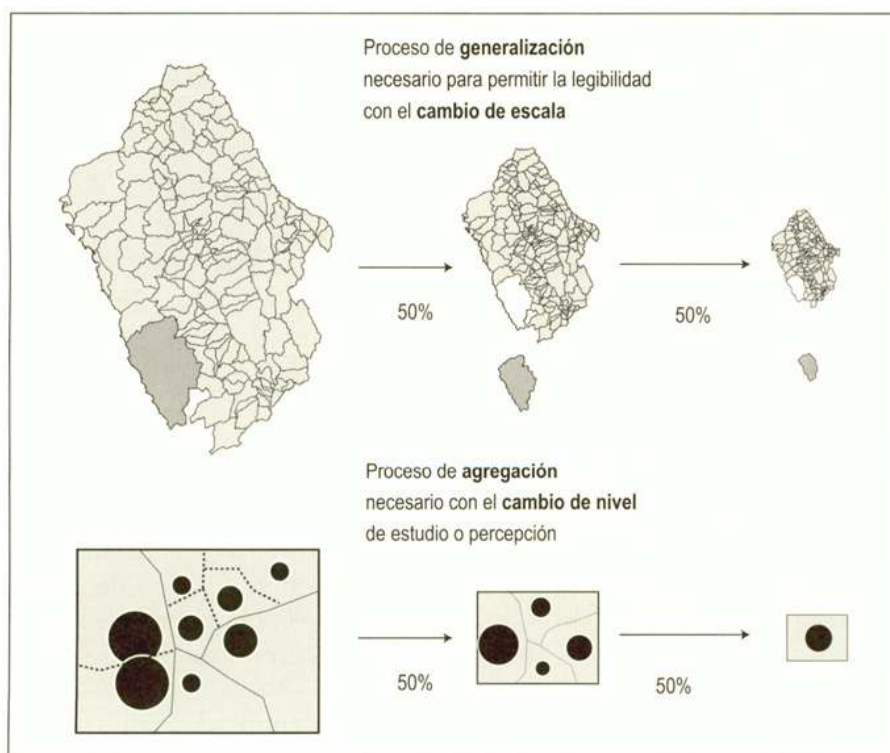 Proceso de generalización
necesario para permitir la legibilidad
con el cambio de escala
50%
50%
Proceso de agregación
necesario con el cambio de nivel
de estudio o percepción
50%
50%